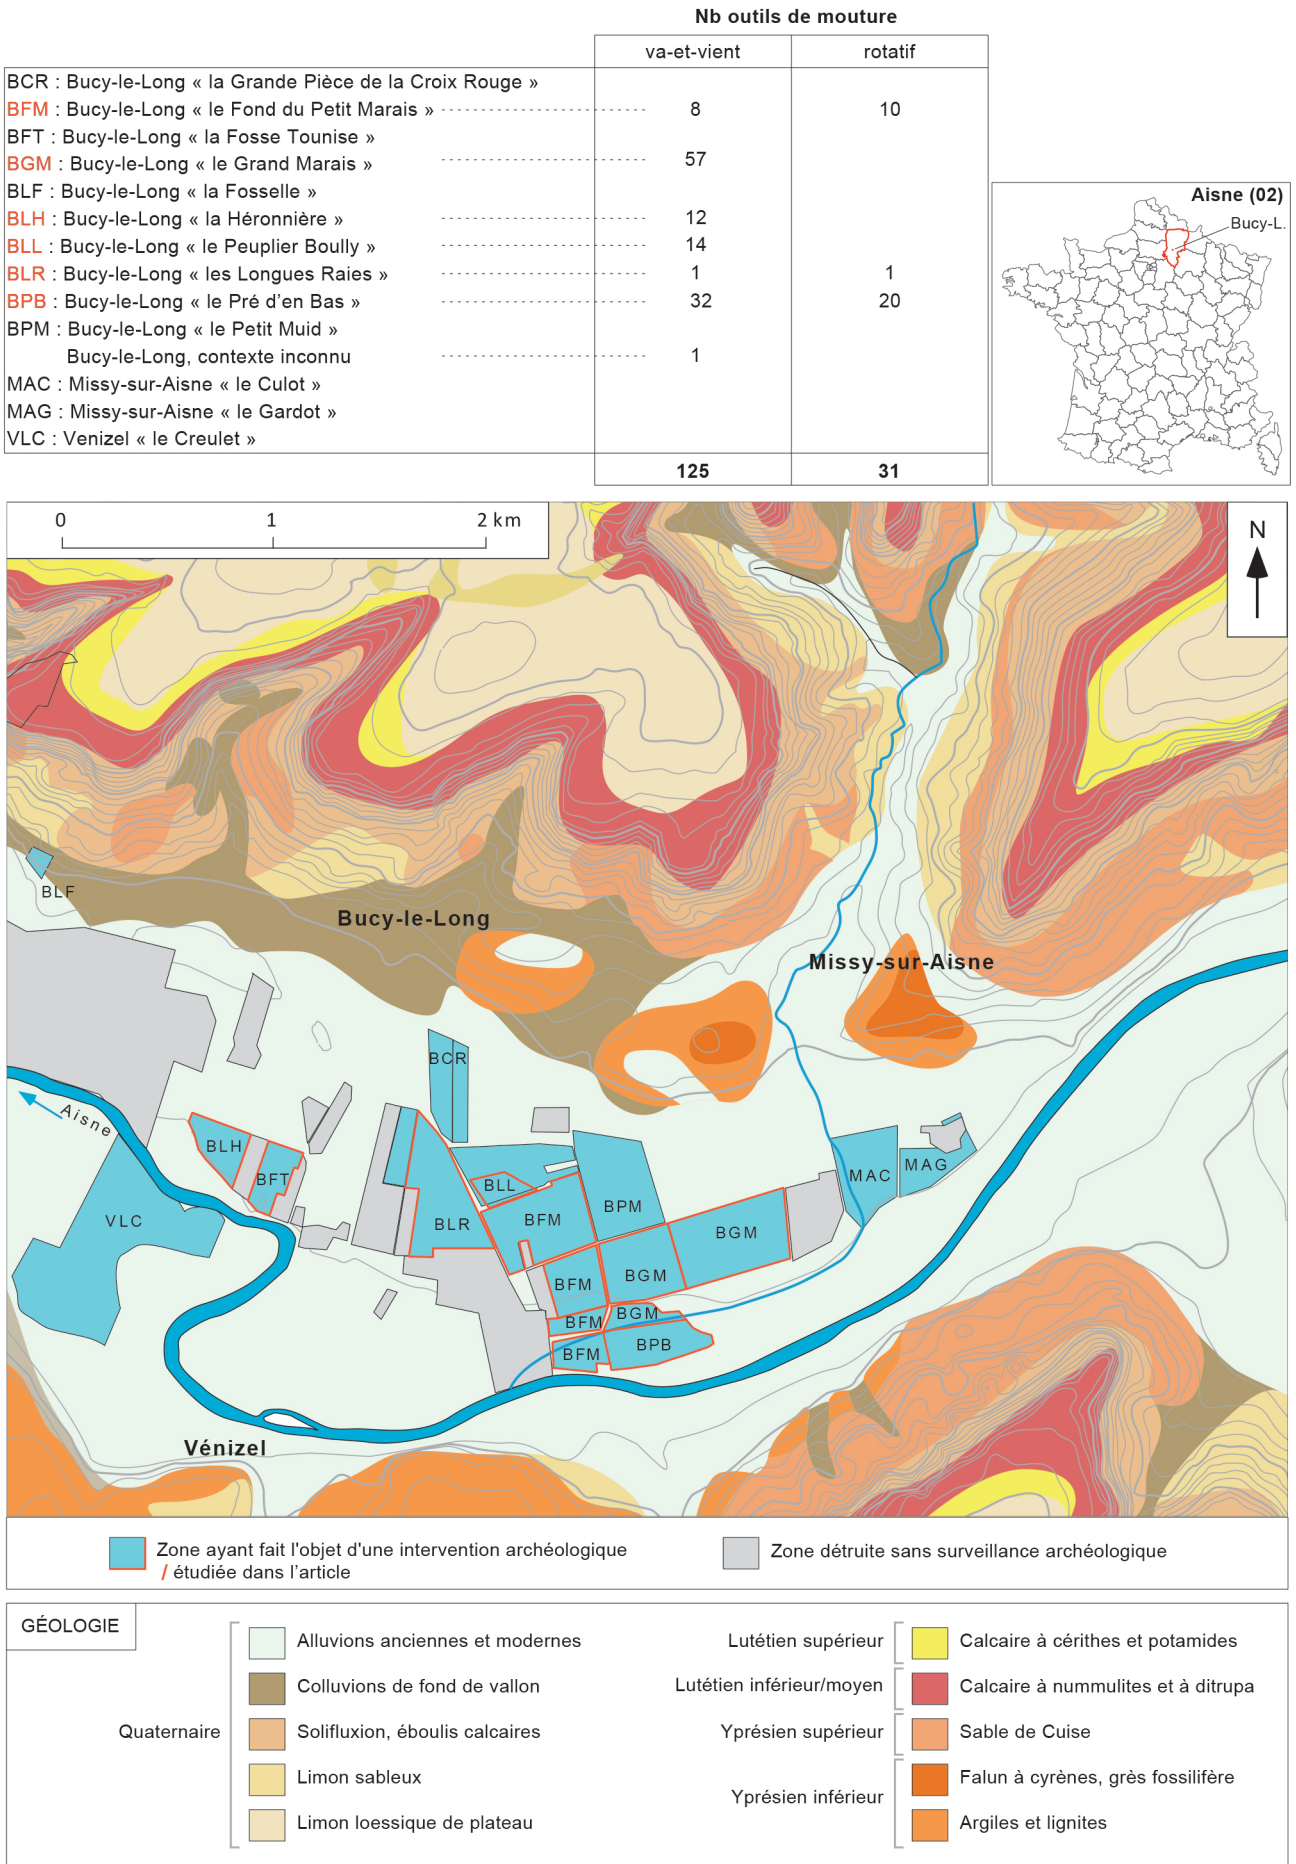 Nb outils de mouture
va-et-vient rotatif
BCR : Bucy-le-Long « la Grande Pièce de la Croix Rouge »
BFM : Bucy-le-Long « le Fond du Petit Marais » 8 10
BFT : Bucy-le-Long « la Fosse Tounise »
BGM : Bucy-le-Long « le Grand Marais » 57
BLF : Bucy-le-Long « la Fosselle »
BLH : Bucy-le-Long « la Héronnière » 12
BLL : Bucy-le-Long « le Peuplier Boully » 14
BLR : Bucy-le-Long « les Longues Raies » 1 1
BPB : Bucy-le-Long « le Pré d'en Bas » 32 20
BPM : Bucy-le-Long « le Petit Muid »
Bucy-le-Long, contexte inconnu 1
MAC : Missy-sur-Aisne « le Culot »
MAG : Missy-sur-Aisne « le Gardot »
VLC : Venizel « le Creulet »
125 31
Aisne (02)
Bucy-L.
0 1 2 km
N
BLF
Bucy-le-Long
Missy-sur-Aisne
BCR
Aisne
BLH
BFT
BLL
MAC
MAG
VLC
BLR
BFM
BPM
BGM
BFM
BGM
BFM
BGM
BFM
BPB
Vénizel
Zone ayant fait l'objet d'une intervention archéologique
/ étudiée dans l'article
Zone détruite sans surveillance archéologique
GÉOLOGIE
Quaternaire
Alluvions anciennes et modernes
Colluvions de fond de vallon
Solifluxion, éboulis calcaires
Limon sableux
Limon loessique de plateau
Lutétien supérieur Calcaire à cérithes et potamides
Lutétien inférieur/moyen Calcaire à nummulites et à ditrupa
Yprésien supérieur Sable de Cuise
Yprésien inférieur
Falun à cyrènes, grès fossilifère
Argiles et lignites